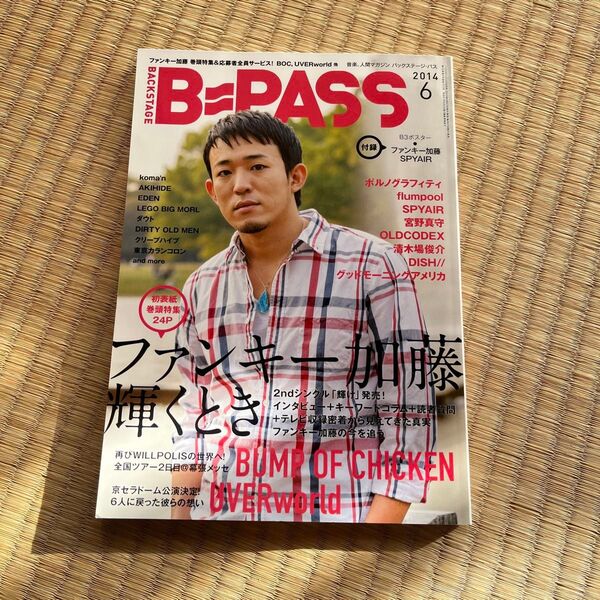 ファンキー加藤 巻頭特集&応募者全員サービス! BOC, UVERworld 他
音楽、人間マガジン バックステージ・パス
BACKSTAGE
B=PASS
2014
6
付録
B3ポスター
ファンキー加藤
SPYAIR
koma'n
AKIHIDE
EDEN
LEGO BIG MORL
ダウト
DIRTY OLD MEN
クリープハイプ
東京カランコロン
and more
ポルノグラフィティ
flumpool
SPYAIR
宮野真守
OLDCODEX
清木場俊介
DISH//
グッドモーニングアメリカ
初表紙
巻頭特集
24P
ファンキー加藤
輝くとき
2ndシングル「輝け」発売!
インタビュー+キーワードコラム+読者質問
+テレビ収録密着から見えてきた真実
ファンキー加藤の今を追う
再びWILLPOLISの世界へ!
全国ツアー2日目@幕張メッセ
BUMP OF CHICKEN
京セラドーム公演決定!
6人に戻った彼らの想い
UVERworld